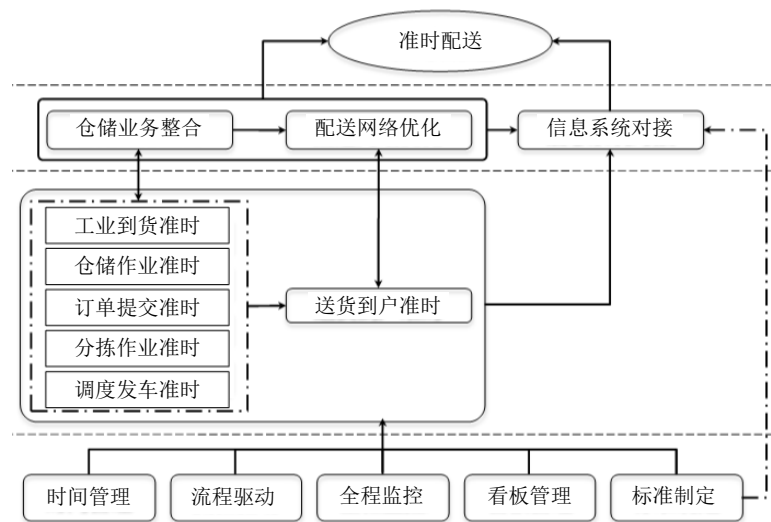 准时配送
仓储业务整合
配送网络优化
信息系统对接
工业到货准时
仓储作业准时
订单提交准时
分拣作业准时
调度发车准时
送货到户准时
时间管理
流程驱动
全程监控
看板管理
标准制定